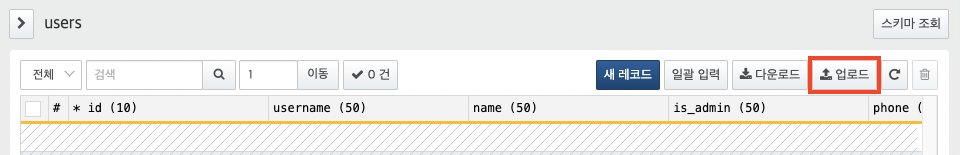 users 스키마 조회
전체 검색 1 이동 0 건 새 레코드 일괄 입력 다운로드 업로드
# * id (10) username (50) name (50) is_admin (50) phone (